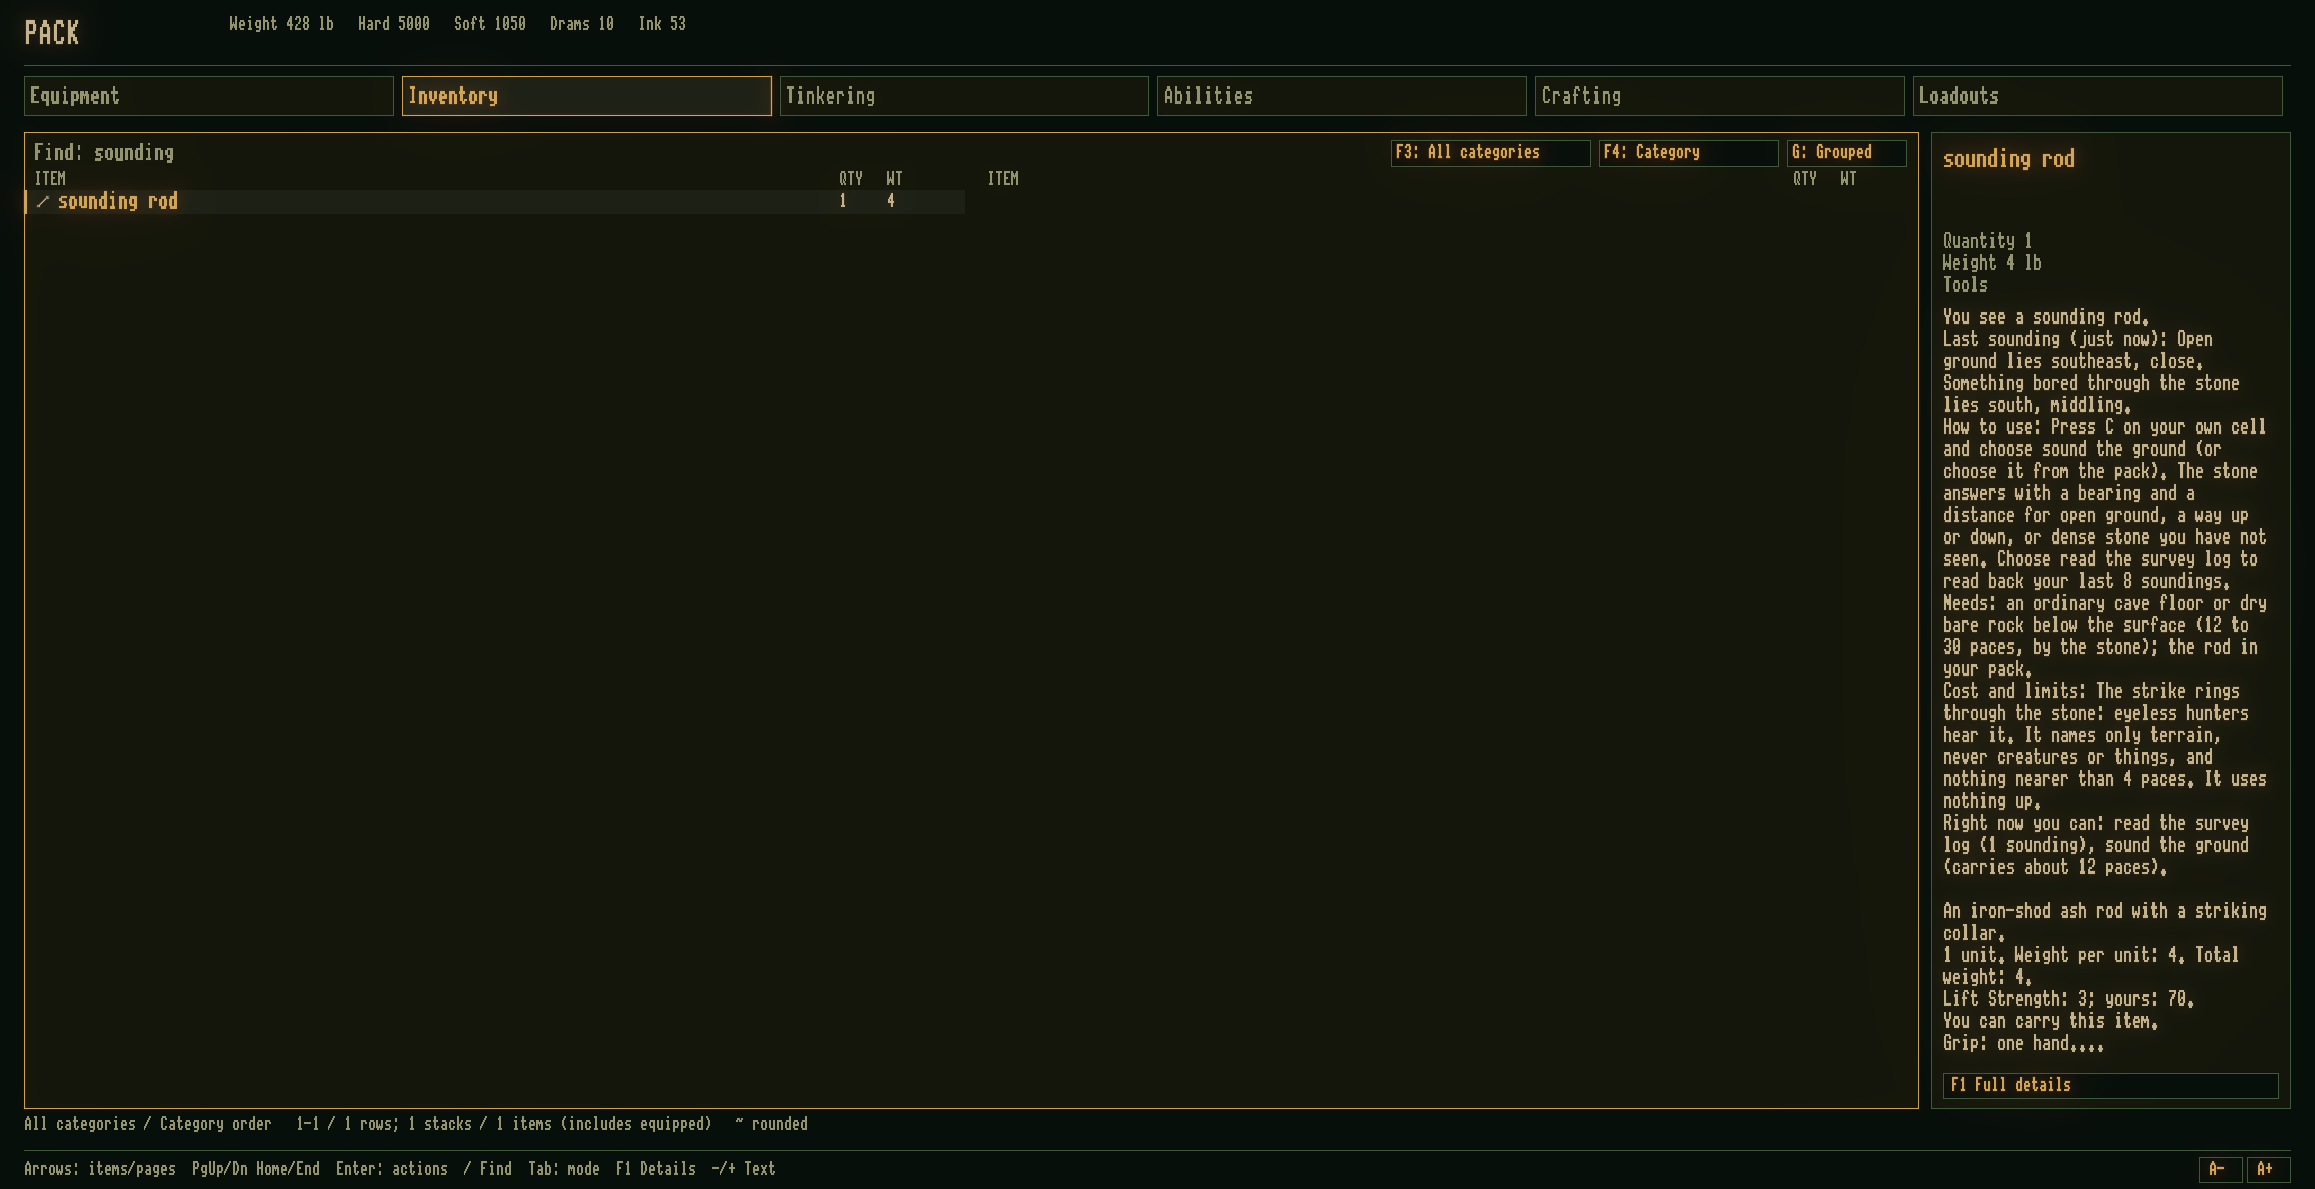 PACK
Weight 428 lb   Hard 5000   Soft 1050   Drams 10   Ink 53
Equipment
Inventory
Tinkering
Abilities
Crafting
Loadouts
Find: sounding
F3: All categories
F4: Category
G: Grouped
ITEM   QTY   WT   ITEM   QTY   WT
sounding rod   1   4
sounding rod
Quantity 1
Weight 4 lb
Tools
You see a sounding rod.
Last sounding (just now): Open
ground lies southeast, close.
Something bored through the stone
lies south, middling.
How to use: Press C on your own cell
and choose sound the ground (or
choose it from the pack). The stone
answers with a bearing and a
distance for open ground, a way up
or down, or dense stone you have not
seen. Choose read the survey log to
read back your last 8 soundings.
Needs: an ordinary cave floor or dry
bare rock below the surface (12 to
30 paces, by the stone); the rod in
your pack.
Cost and limits: The strike rings
through the stone: eyeless hunters
hear it. It names only terrain,
never creatures or things, and
nothing nearer than 4 paces. It uses
nothing up.
Right now you can: read the survey
log (1 sounding), sound the ground
(carries about 12 paces).
An iron-shod ash rod with a striking
collar.
1 unit. Weight per unit: 4. Total
weight: 4.
Lift Strength: 3; yours: 70.
You can carry this item.
Grip: one hand....
F1 Full details
All categories / Category order   1-1 / 1 rows; 1 stacks / 1 items (includes equipped)   ~ rounded
Arrows: items/pages  PgUp/Dn Home/End  Enter: actions  / Find  Tab: mode  F1 Details  -/+ Text
A-
A+